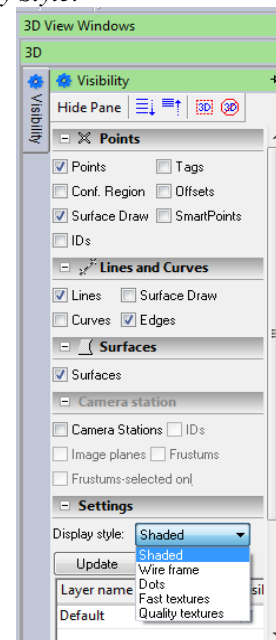 y style.
3D View Windows
3D
Visibility
Visibility
Hide Pane 3D 3D
Points
Points Tags
Conf. Region Offsets
Surface Draw SmartPoints
IDs
Lines and Curves
Lines Surface Draw
Curves Edges
Surfaces
Surfaces
Camera station
Camera Stations IDs
Image planes Frustums
Frustums-selected onl
Settings
Display style: Shaded
Shaded
Update
Wire frame
Dots
Layer name
Fast textures
Default
Quality textures